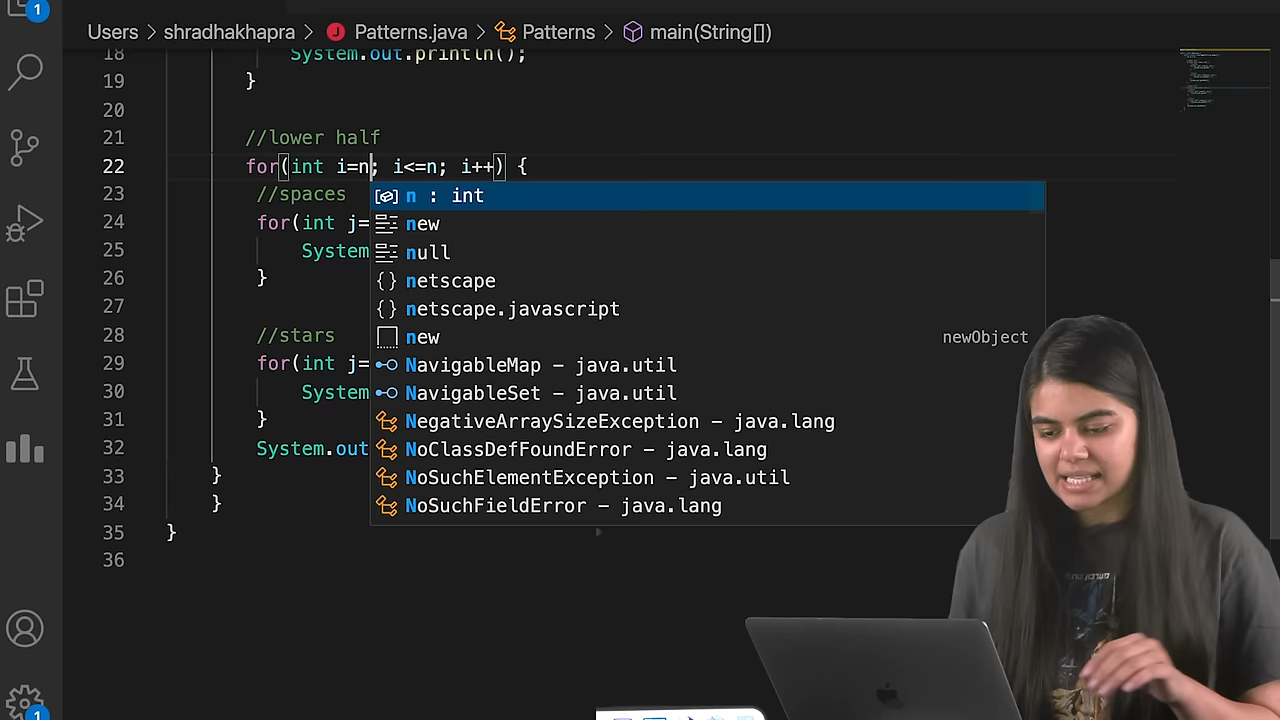 1
Users > shradhakhapra > Patterns.java > Patterns > main(String[])
18 System.out.println();
19 }
20
21 //lower half
22 for(int i=n; i<=n; i++) {
23 //spaces
24 for(int j=
25 System
26 }
27
28 //stars
29 for(int j=
30 System
31 }
32 System.out
33 }
34 }
35 }
36
n : int
new
null
netscape
netscape.javascript
new newObject
NavigableMap – java.util
NavigableSet – java.util
NegativeArraySizeException – java.lang
NoClassDefFoundError – java.lang
NoSuchElementException – java.util
NoSuchFieldError – java.lang
1